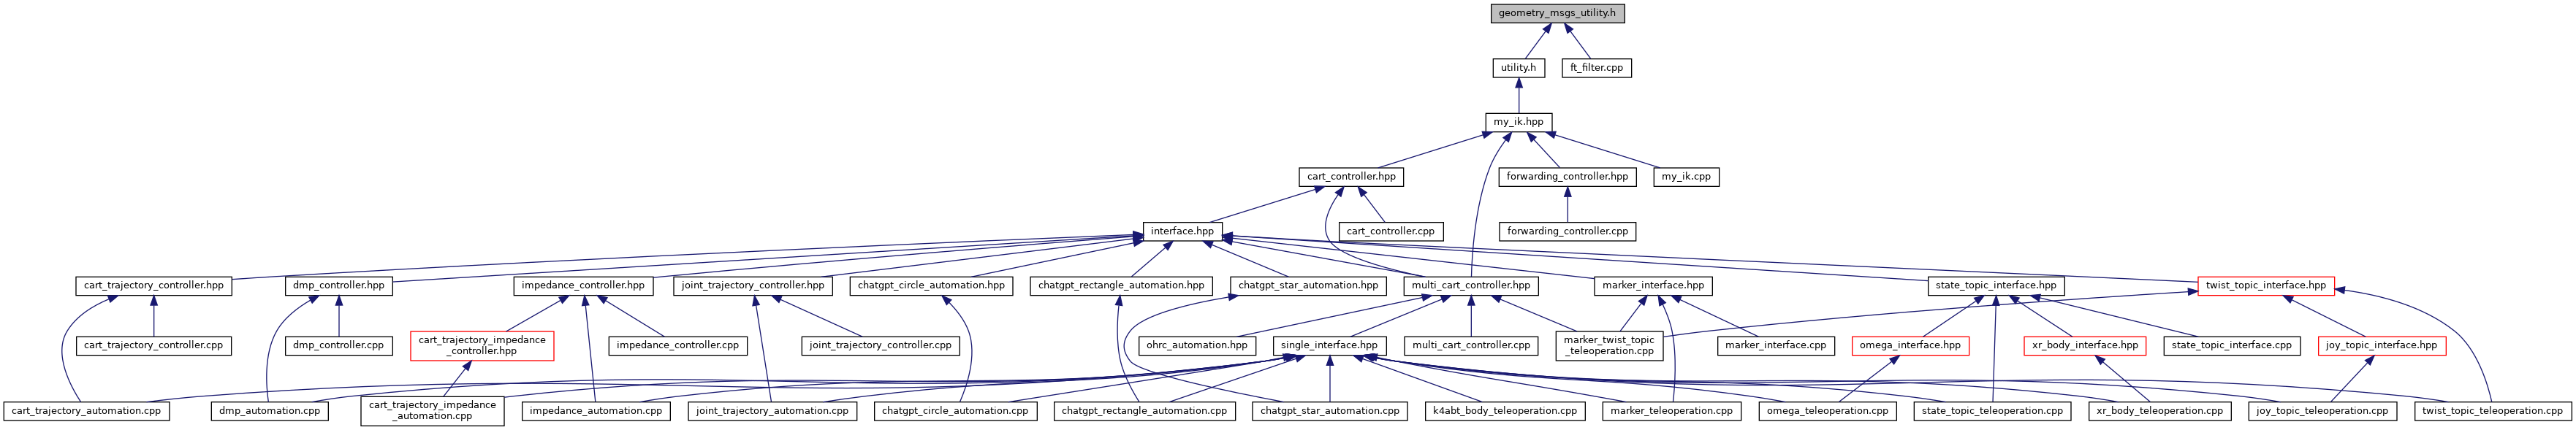 geometry_msgs_utility.h
utility.h
ft_filter.cpp
my_ik.hpp
cart_controller.hpp
forwarding_controller.hpp
my_ik.cpp
interface.hpp
cart_controller.cpp
forwarding_controller.cpp
cart_trajectory_controller.hpp
dmp_controller.hpp
impedance_controller.hpp
joint_trajectory_controller.hpp
chatgpt_circle_automation.hpp
chatgpt_rectangle_automation.hpp
chatgpt_star_automation.hpp
multi_cart_controller.hpp
marker_interface.hpp
state_topic_interface.hpp
twist_topic_interface.hpp
cart_trajectory_controller.cpp
dmp_controller.cpp
cart_trajectory_impedance
_controller.hpp
impedance_controller.cpp
joint_trajectory_controller.cpp
ohrc_automation.hpp
single_interface.hpp
multi_cart_controller.cpp
marker_twist_topic
_teleoperation.cpp
marker_interface.cpp
omega_interface.hpp
xr_body_interface.hpp
state_topic_interface.cpp
joy_topic_interface.hpp
cart_trajectory_automation.cpp
dmp_automation.cpp
cart_trajectory_impedance
_automation.cpp
impedance_automation.cpp
joint_trajectory_automation.cpp
chatgpt_circle_automation.cpp
chatgpt_rectangle_automation.cpp
chatgpt_star_automation.cpp
k4abt_body_teleoperation.cpp
marker_teleoperation.cpp
omega_teleoperation.cpp
state_topic_teleoperation.cpp
xr_body_teleoperation.cpp
joy_topic_teleoperation.cpp
twist_topic_teleoperation.cpp